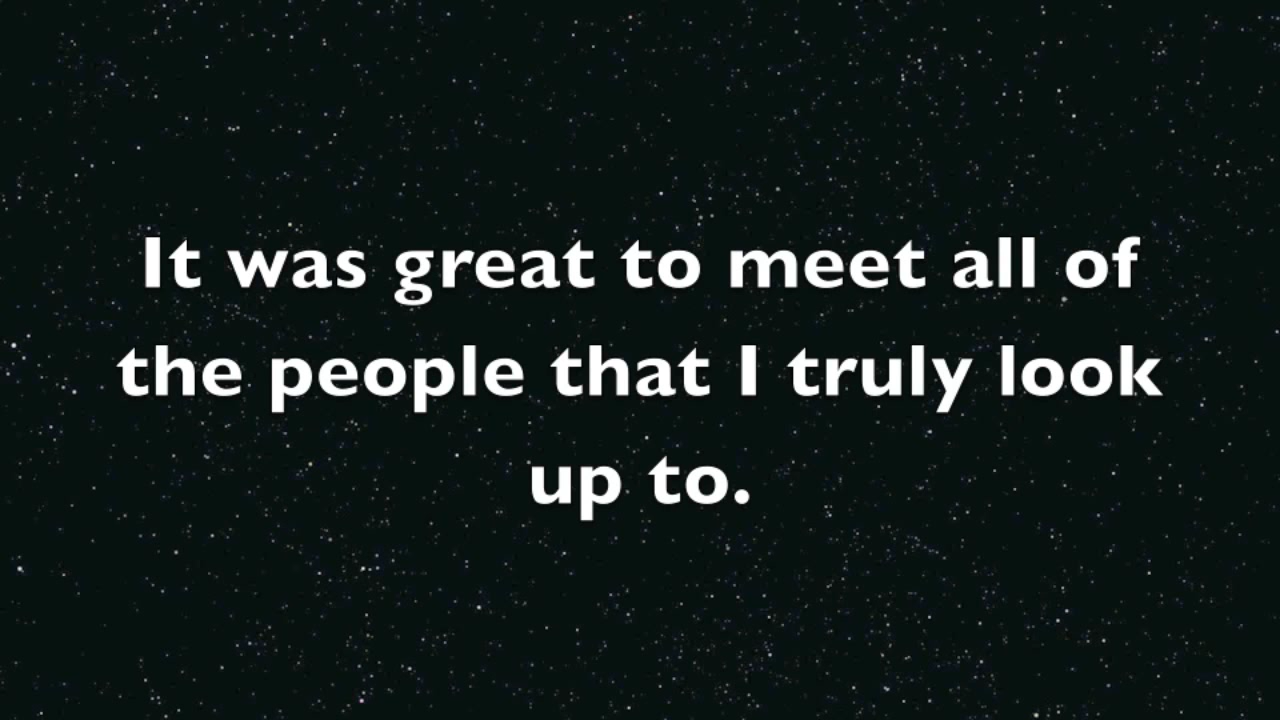 It was great to meet all of
the people that I truly look
up to.